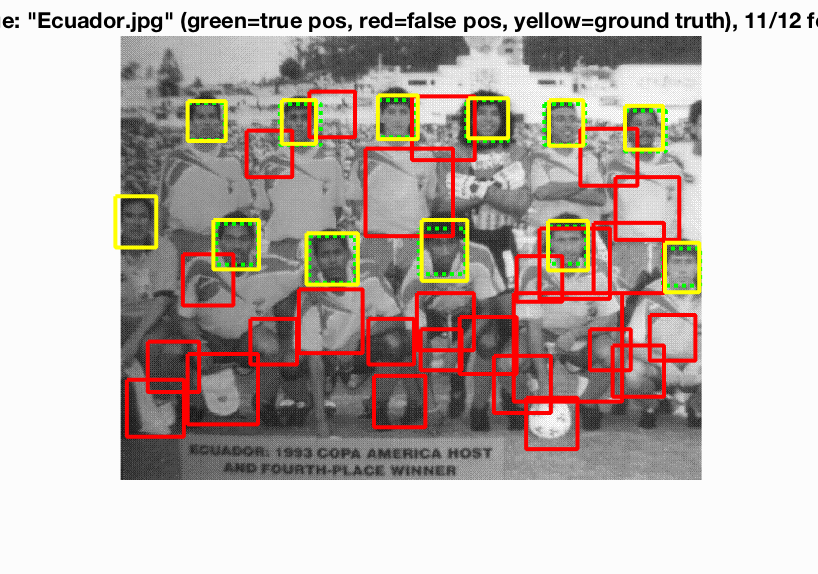 e: "Ecuador.jpg" (green=true pos, red=false pos, yellow=ground truth), 11/12 fo
ECUADOR: 1993 COPA AMERICA HOST
AND FOURTH-PLACE WINNER